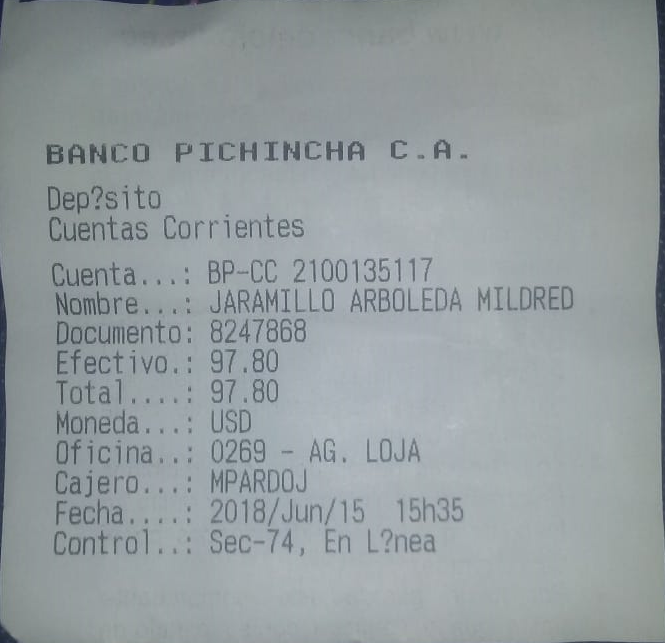 BANCO PICHINCHA C.A.
Dep?sito
Cuentas Corrientes
Cuenta...: BP-CC 2100135117
Nombre...: JARAMILLO ARBOLEDA MILDRED
Documento: 8247868
Efectivo.: 97.80
Total....: 97.80
Moneda...: USD
Oficina..: 0269 - AG. LOJA
Cajero...: MPARDOJ
Fecha....: 2018/Jun/15 15h35
Control..: Sec-74, En L?nea